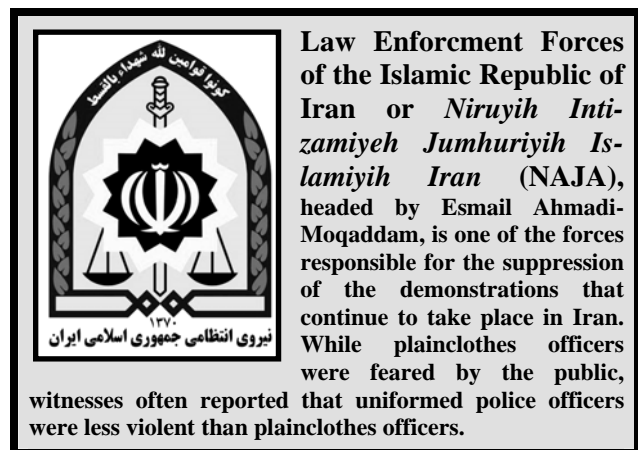 كونوا قوامين لله شهداء بالقسط
۱۳۷۰
نیروی انتظامی جمهوری اسلامی ایران
Law Enforcment Forces
of the Islamic Republic of
Iran or Niruyih Inti-
zamiyeh Jumhuriyih Is-
lamiyih Iran (NAJA),
headed by Esmail Ahmadi-
Moqaddam, is one of the forces
responsible for the suppression
of the demonstrations that
continue to take place in Iran.
While plainclothes officers
were feared by the public,
witnesses often reported that uniformed police officers
were less violent than plainclothes officers.